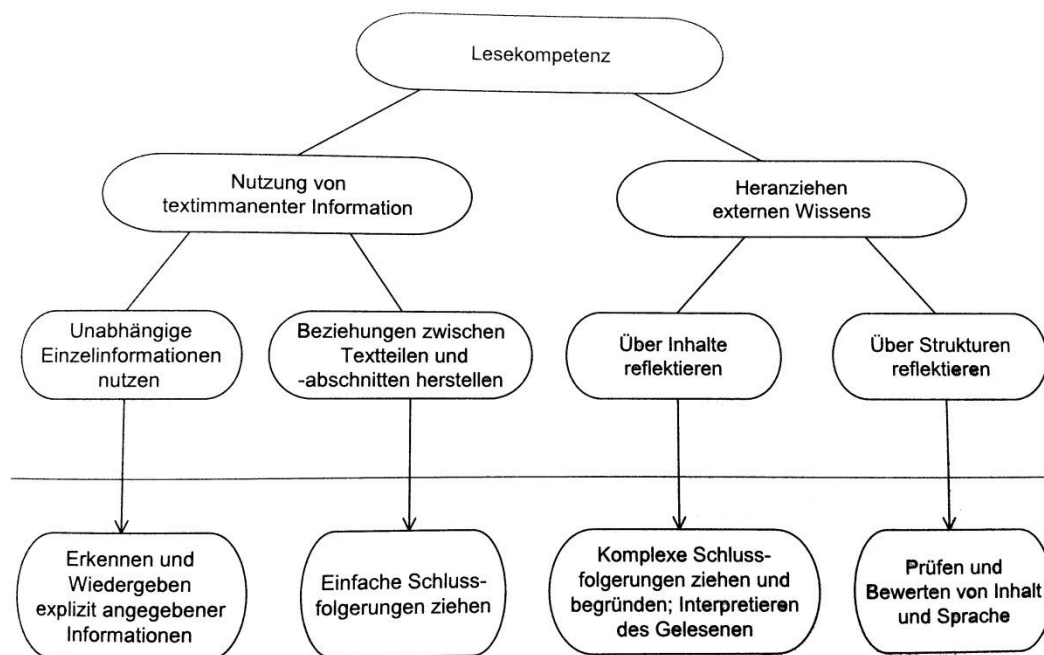 Lesekompetenz
Nutzung von
textimmanenter Information
Heranziehen
externen Wissens
Unabhängige
Einzelinformationen
nutzen
Beziehungen zwischen
Textteilen und
-abschnitten herstellen
Über Inhalte
reflektieren
Über Strukturen
reflektieren
Erkennen und
Wiedergeben
explizit angegebener
Informationen
Einfache Schluss-
folgerungen ziehen
Komplexe Schluss-
folgerungen ziehen und
begründen; Interpretieren
des Gelesenen
Prüfen und
Bewerten von Inhalt
und Sprache